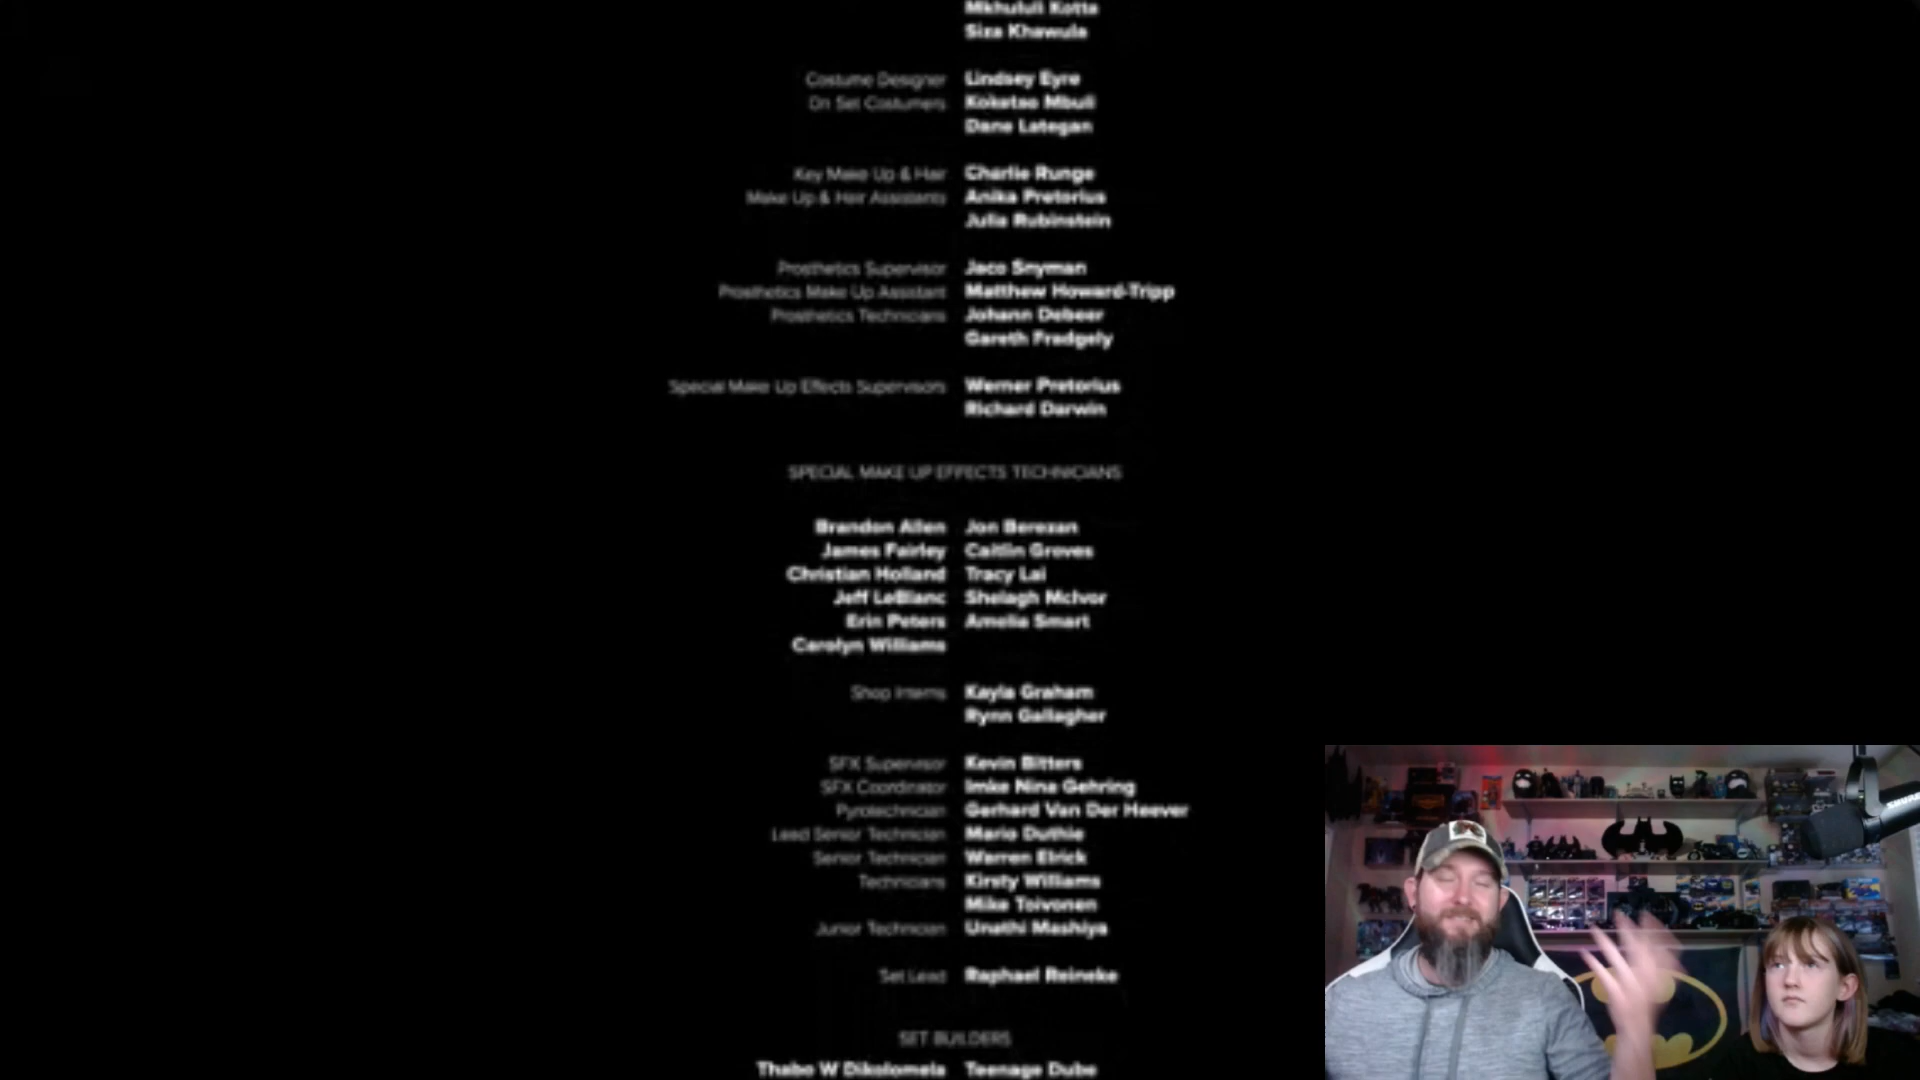 Mkhululi Kotta
Siza Khawula
Costume Designer Lindsey Eyre
On Set Costumers Koketso Mbuli
Dane Lategan
Key Make Up & Hair Charlie Runge
Make Up & Hair Assistants Anika Pretorius
Julia Rubinstein
Prosthetics Supervisor Jaco Snyman
Prosthetics Make Up Assistant Matthew Howard-Tripp
Prosthetics Technicians Johann Debeer
Gareth Fradgely
Special Make Up Effects Supervisors Werner Pretorius
Richard Darwin
SPECIAL MAKE UP EFFECTS TECHNICIANS
Brandon Allen Jon Berezan
James Fairley Caitlin Groves
Christian Holland Tracy Lai
Jeff LeBlanc Shelagh McIvor
Erin Peters Amelia Smart
Carolyn Williams
Shop Interns Kayla Graham
Rynn Gallagher
SFX Supervisor Kevin Bitters
SFX Coordinator Imke Nina Gehring
Pyrotechnician Gerhard Van Der Heever
Lead Senior Technician Mario Duthie
Senior Technician Warren Elrick
Technicians Kirsty Williams
Mike Toivonen
Junior Technician Unathi Mashiya
Set Lead Raphael Reineke
SET BUILDERS
Thabo W Dikolomela Teenage Dube
SHURE